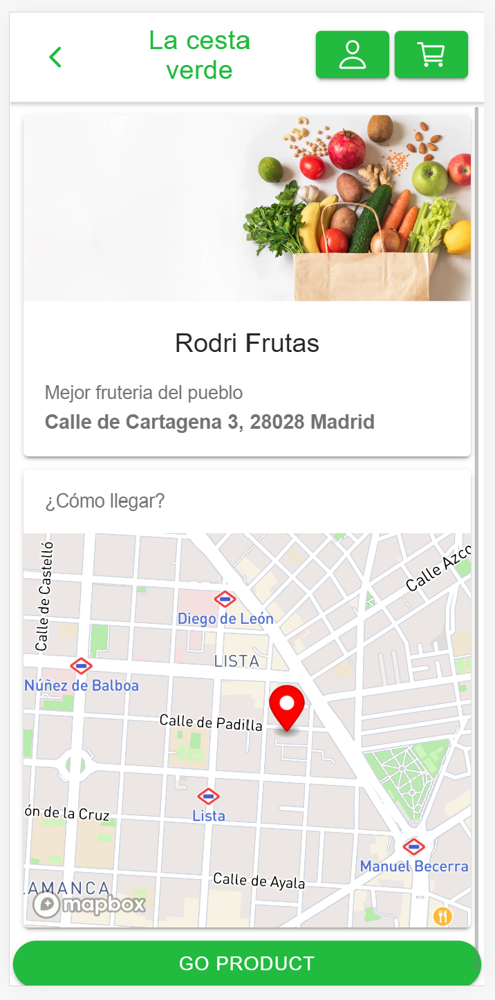 La cesta
verde
Rodri Frutas
Mejor fruteria del pueblo
Calle de Cartagena 3, 28028 Madrid
¿Cómo llegar?
Calle de Castelló
Calle Azco
Diego de León
LISTA
Núñez de Balboa
Calle de Padilla
Lista
ón de la Cruz
Manuel Becerra
Calle de Ayala
LAMANCA
mapbox
GO PRODUCT